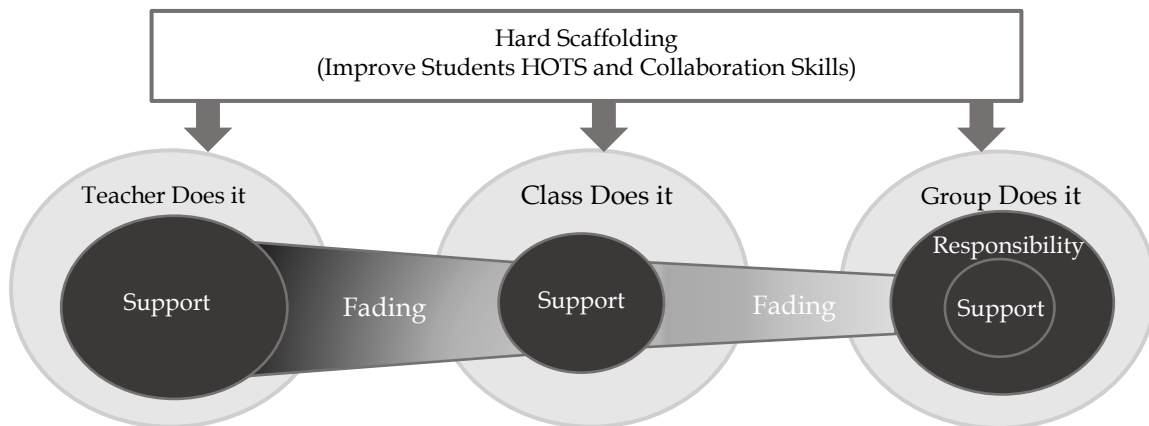 Hard Scaffolding
(Improve Students HOTS and Collaboration Skills)
Teacher Does it
Class Does it
Group Does it
Responsibility
Support
Fading
Support
Fading
Support